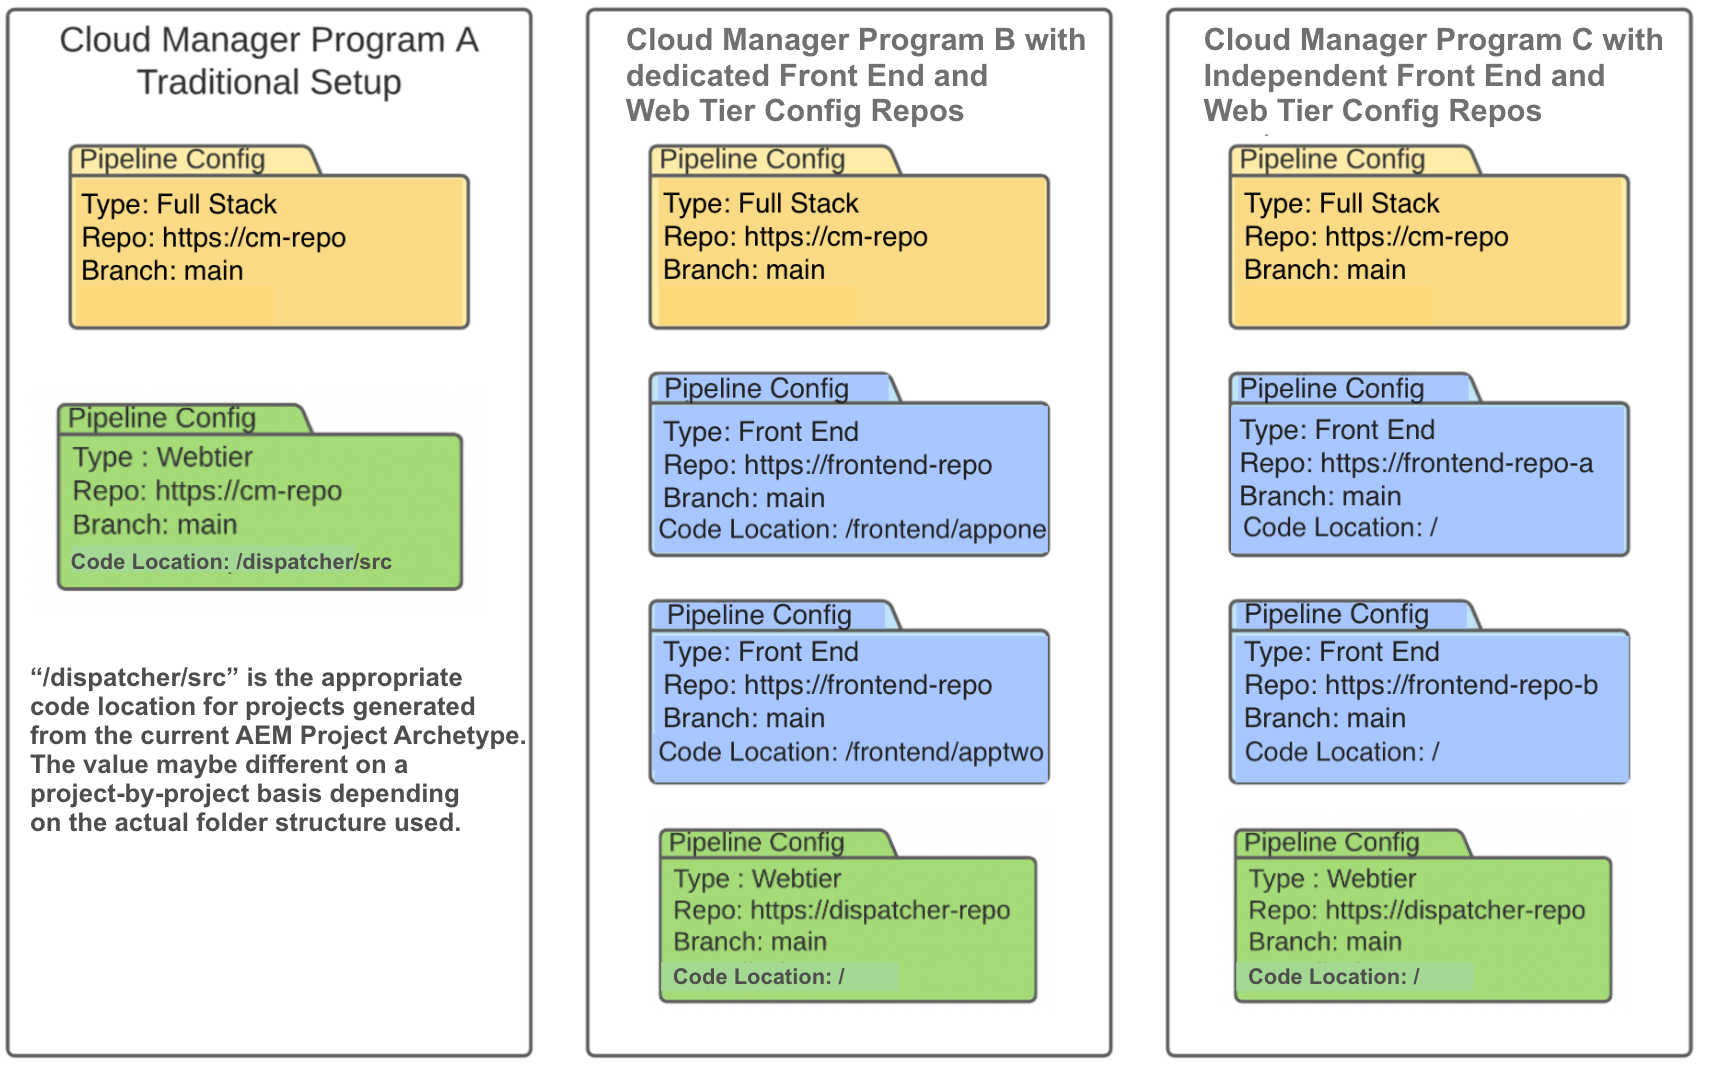 Cloud Manager Program A
Traditional Setup
Pipeline Config
Type: Full Stack
Repo: https://cm-repo
Branch: main
Pipeline Config
Type : Webtier
Repo: https://cm-repo
Branch: main
Code Location: /dispatcher/src
“/dispatcher/src” is the appropriate
code location for projects generated
from the current AEM Project Archetype.
The value maybe different on a
project-by-project basis depending
on the actual folder structure used.
Cloud Manager Program B with
dedicated Front End and
Web Tier Config Repos
Pipeline Config
Type: Full Stack
Repo: https://cm-repo
Branch: main
Pipeline Config
Type: Front End
Repo: https://frontend-repo
Branch: main
Code Location: /frontend/appone
Pipeline Config
Type: Front End
Repo: https://frontend-repo
Branch: main
Code Location: /frontend/apptwo
Pipeline Config
Type : Webtier
Repo: https://dispatcher-repo
Branch: main
Code Location: /
Cloud Manager Program C with
Independent Front End and
Web Tier Config Repos
Pipeline Config
Type: Full Stack
Repo: https://cm-repo
Branch: main
Pipeline Config
Type: Front End
Repo: https://frontend-repo-a
Branch: main
Code Location: /
Pipeline Config
Type: Front End
Repo: https://frontend-repo-b
Branch: main
Code Location: /
Pipeline Config
Type : Webtier
Repo: https://dispatcher-repo
Branch: main
Code Location: /